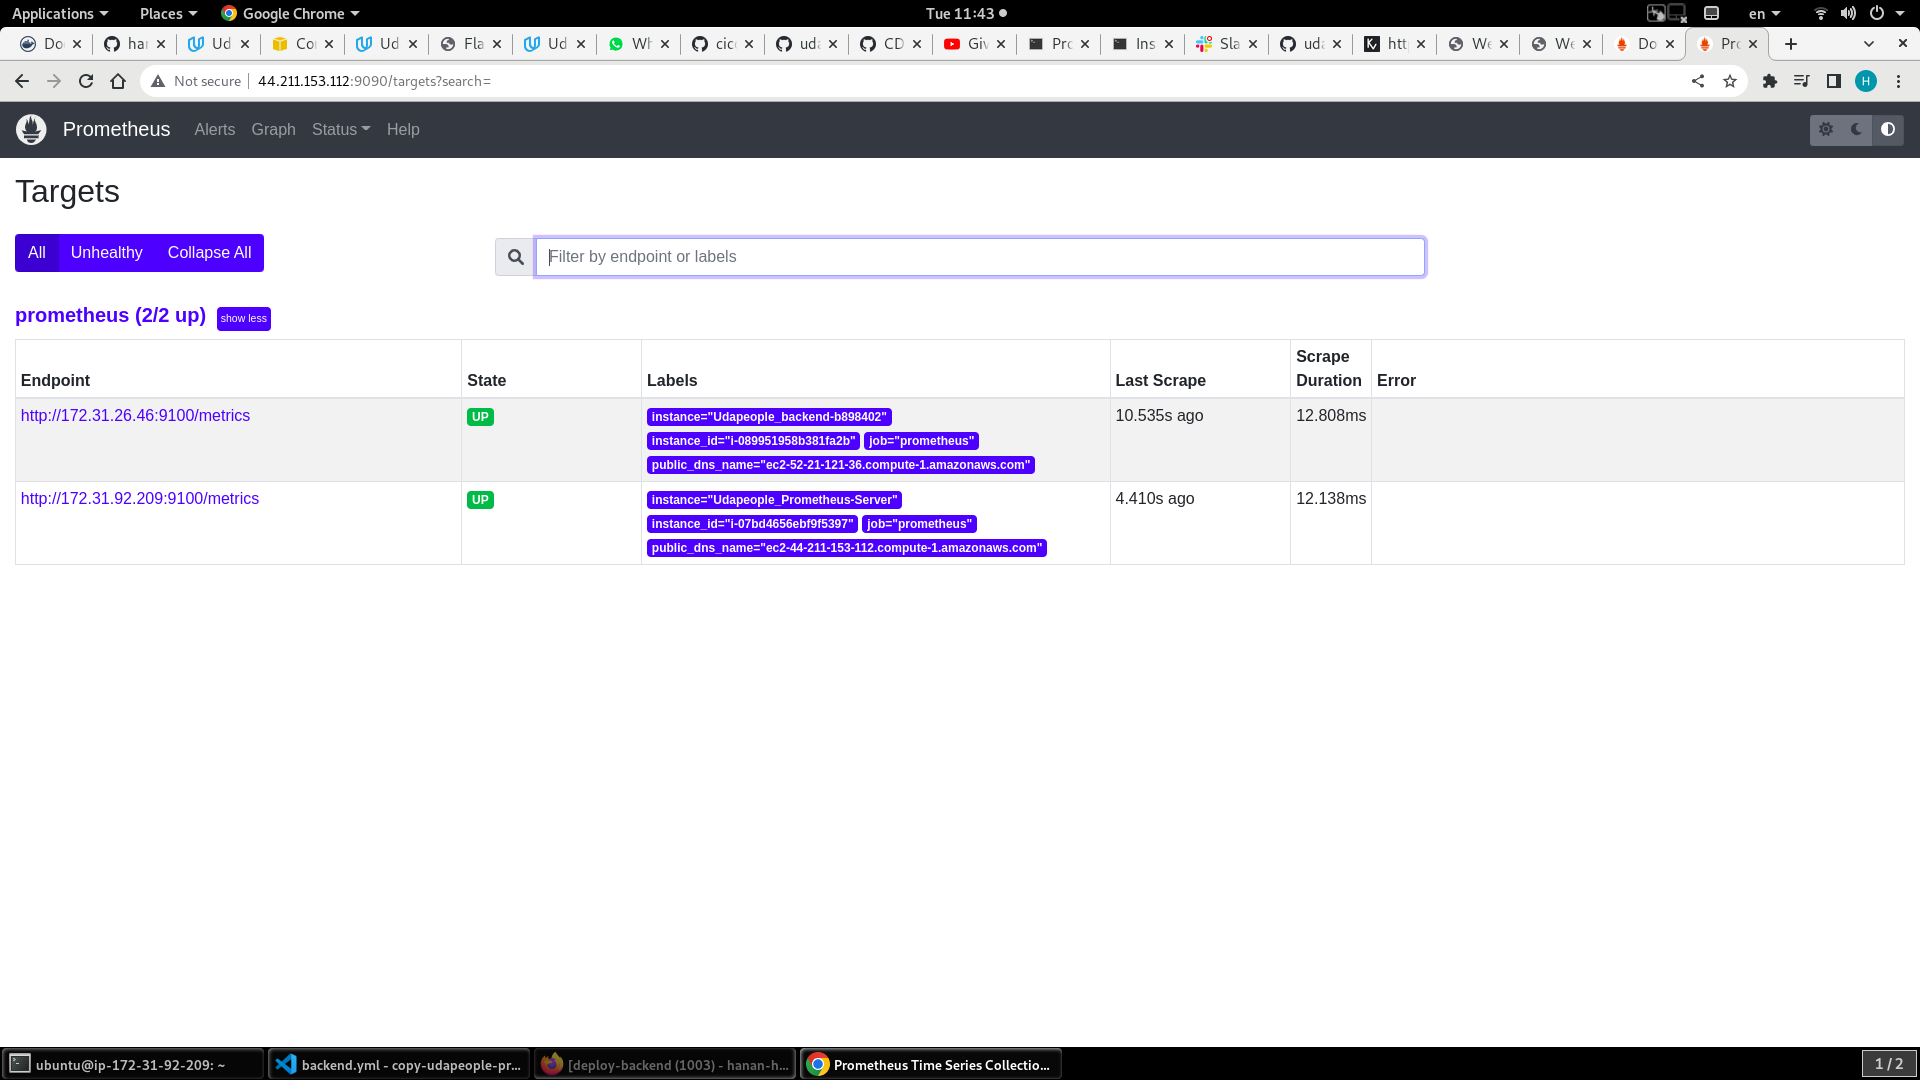 Applications Places Google Chrome Tue 11:43 en
Do har Ud Co Ud Fla Ud Wh cicc uda CD Giv Pro Ins Sla uda htt We We Do Pro
Not secure 44.211.153.112:9090/targets?search= H
Prometheus Alerts Graph Status Help
Targets
All Unhealthy Collapse All Filter by endpoint or labels
prometheus (2/2 up) show less
Endpoint State Labels Last Scrape Scrape Duration Error
http://172.31.26.46:9100/metrics UP instance="Udapeople_backend-b898402" 10.535s ago 12.808ms
instance_id="i-089951958b381fa2b" job="prometheus"
public_dns_name="ec2-52-21-121-36.compute-1.amazonaws.com"
http://172.31.92.209:9100/metrics UP instance="Udapeople_Prometheus-Server" 4.410s ago 12.138ms
instance_id="i-07bd4656ebf9f5397" job="prometheus"
public_dns_name="ec2-44-211-153-112.compute-1.amazonaws.com"
ubuntu@ip-172-31-92-209: ~ backend.yml - copy-udapeople-pr... [deploy-backend (1003) - hanan-h... Prometheus Time Series Collectio... 1 / 2